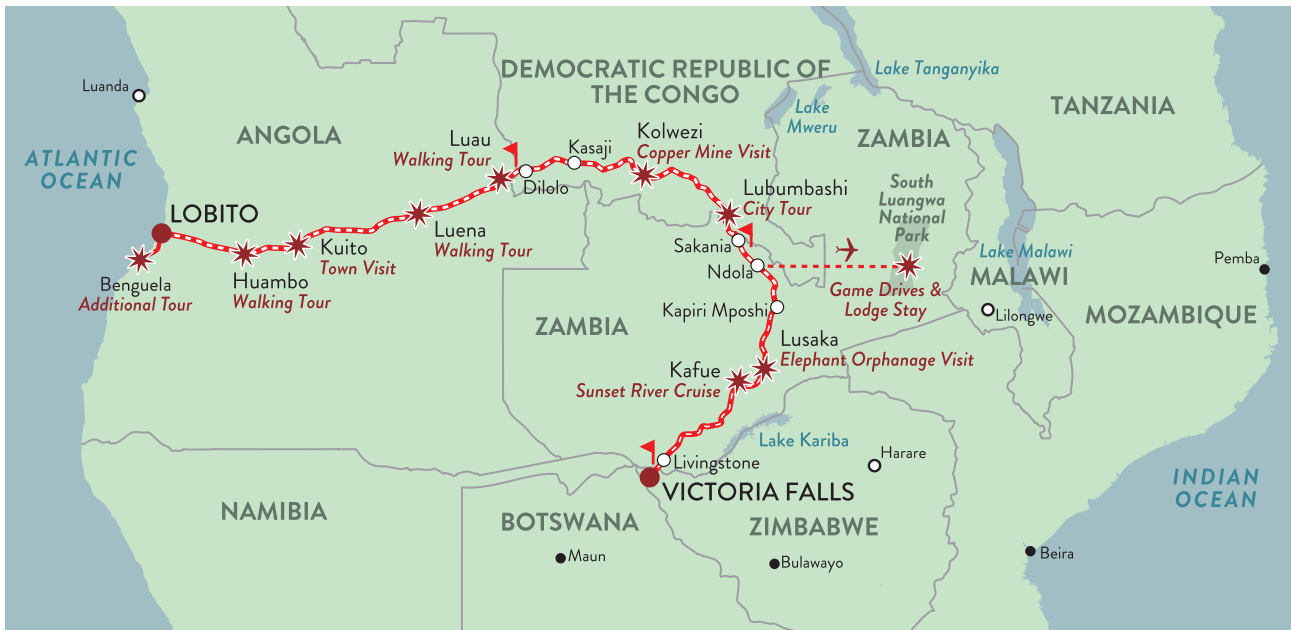 DEMOCRATIC REPUBLIC OF
THE CONGO
Lake Tanganyika
Luanda
Lake
Mweru
TANZANIA
ANGOLA
ZAMBIA
Luau
Walking Tour
Kasaji
Kolwezi
Copper Mine Visit
ATLANTIC
OCEAN
Dilolo
Lubumbashi
City Tour
South
Luangwa
National
Park
LOBITO
Luena
Walking Tour
Kuito
Town Visit
Sakania
Ndola
Lake Malawi
Pemba
Benguela
Additional Tour
Huambo
Walking Tour
MALAWI
Game Drives &
Lodge Stay
Kapiri Mposhi
Lilongwe
MOZAMBIQUE
ZAMBIA
Lusaka
Elephant Orphanage Visit
Kafue
Sunset River Cruise
Lake Kariba
Harare
Livingstone
VICTORIA FALLS
INDIAN
OCEAN
NAMIBIA
BOTSWANA
ZIMBABWE
Maun
Bulawayo
Beira